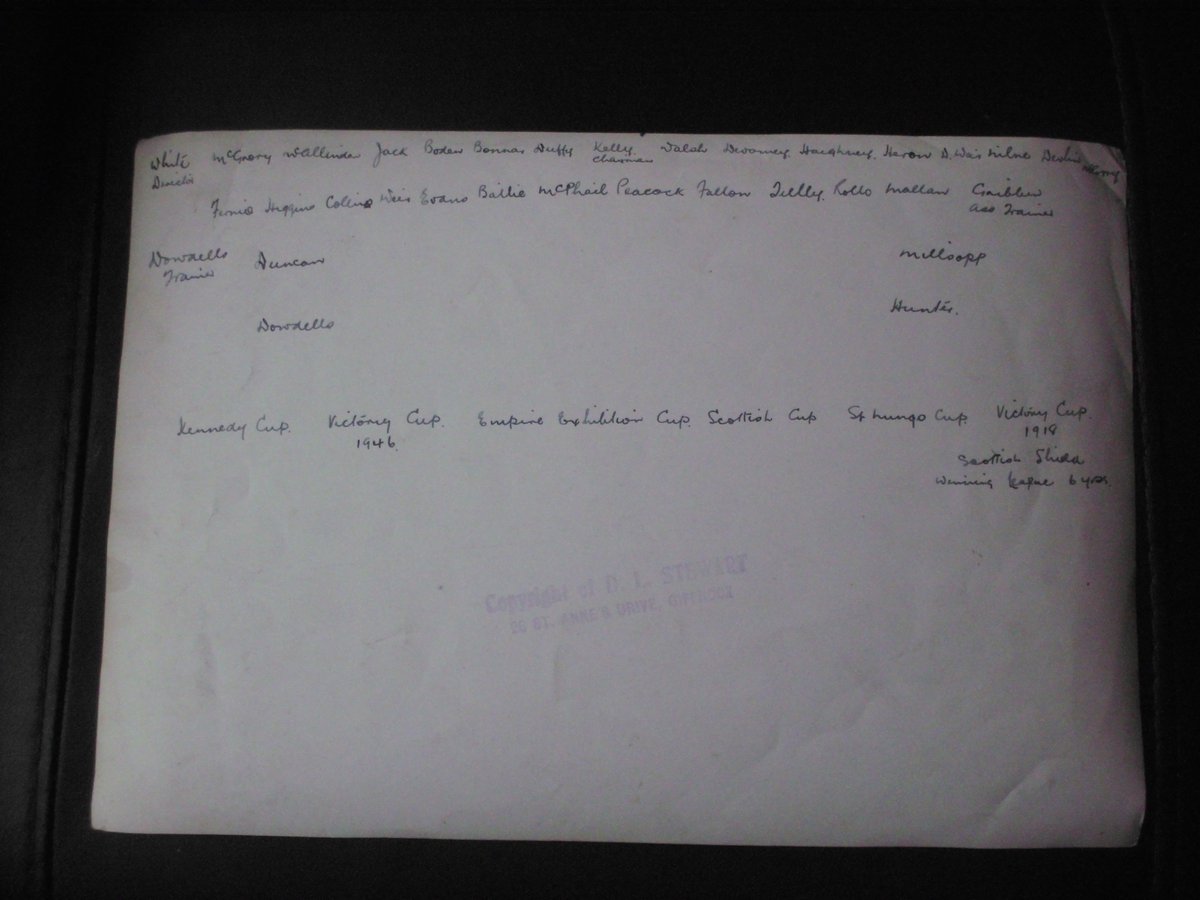 White McGrory Wallinder Jack Boden Bonnar Duffy Kelly Walsh Devanney Haughney Heron D. Weir Milne Devlin McGrory
Director Chairman
Fernie Higgins Collins Weir Evans Baillie McPhail Peacock Fallon Tully Rollo Mallan Gribben
Ass Trainer
Dowdells Duncan Millsopp
Trainer
Dowdells Hunter.
Kennedy Cup. Victory Cup. Empire Exhibition Cup. Scottish Cup St Mungo Cup. Victory Cup.
1946. 1918
Scottish Shield
Winning League 6 yrs.
Copyright of D. L. STEWART
26 ST. ANNE'S DRIVE, GIFFNOCK